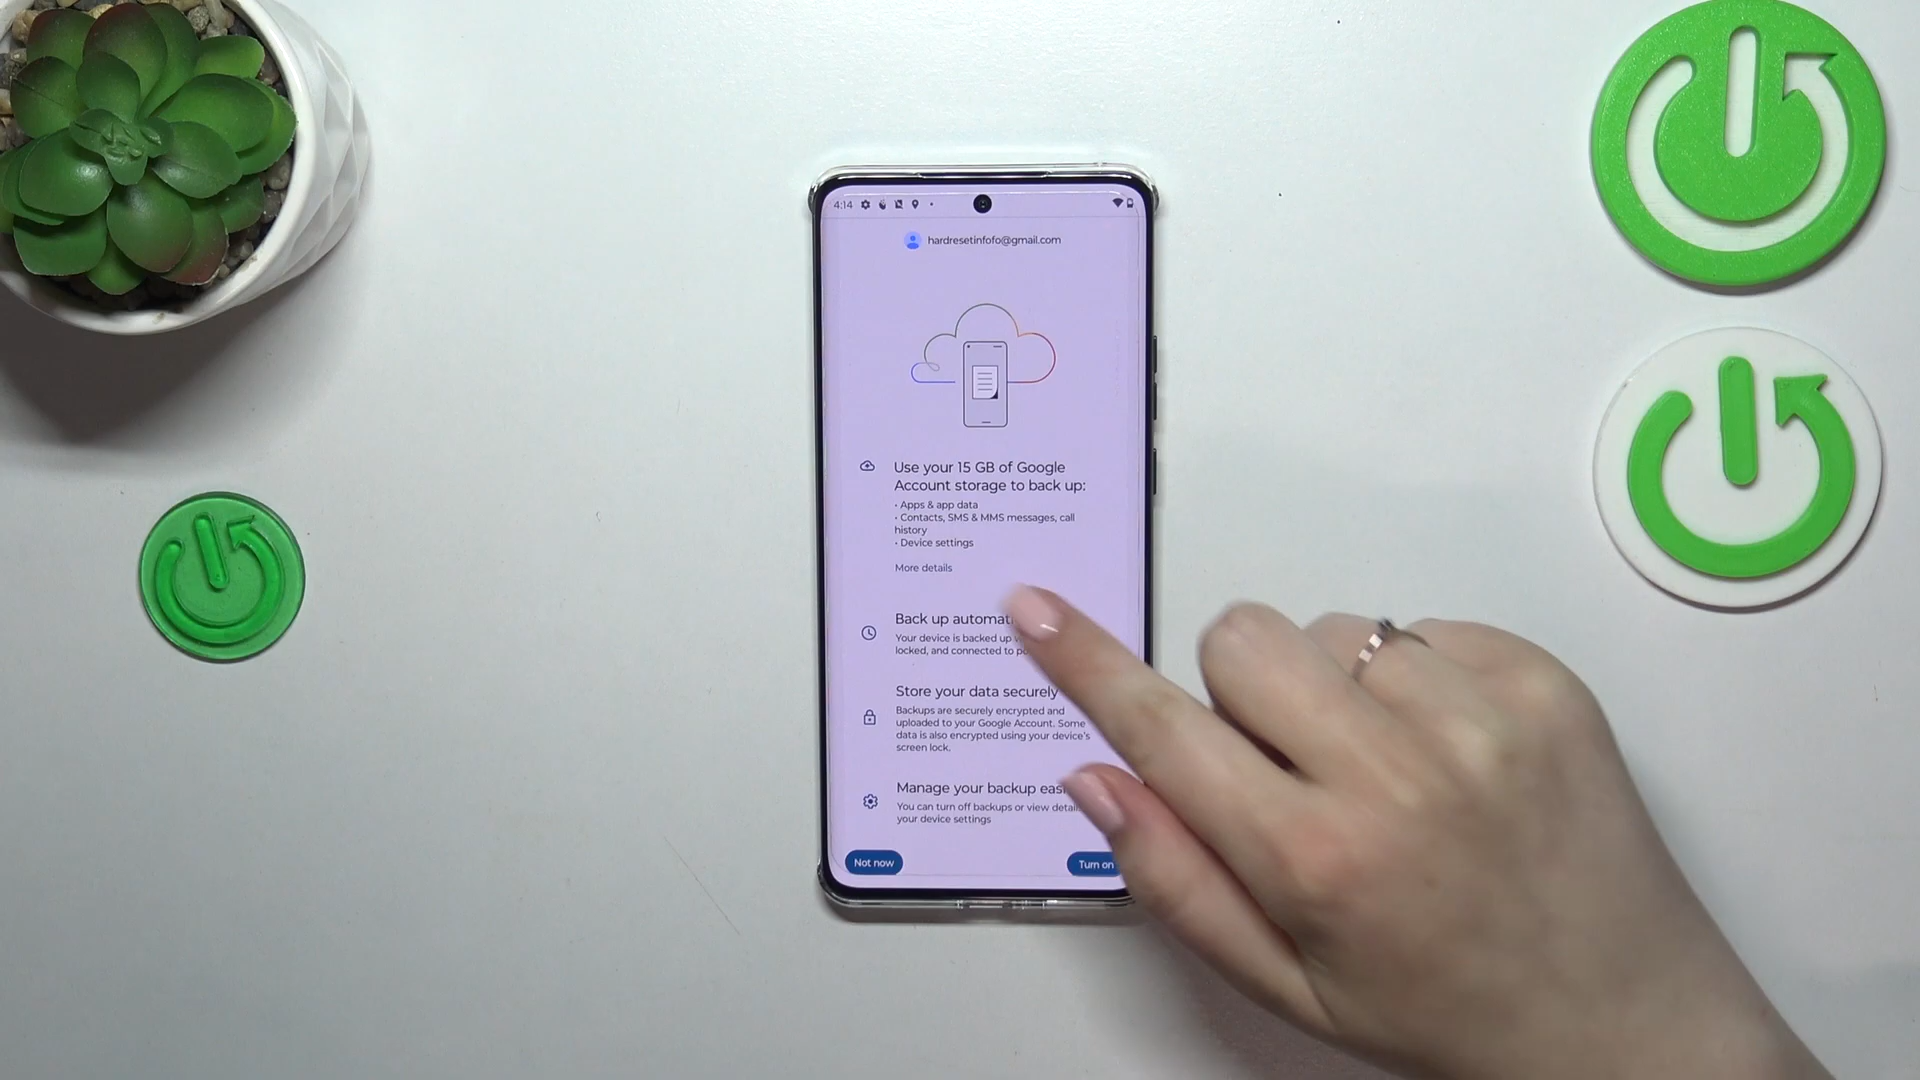 4:14
hardresetinfofo@gmail.com
Use your 15 GB of Google
Account storage to back up:
• Apps & app data
• Contacts, SMS & MMS messages, call
history
• Device settings
More details
Back up
Your device is backed up
locked, and connected to
Store your data securely
Backups are securely encrypted and
uploaded to your Google Account. Some
data is also encrypted using your device's
screen lock.
Manage your backup
You can turn off backups or view
your device settings
Not now
Turn on